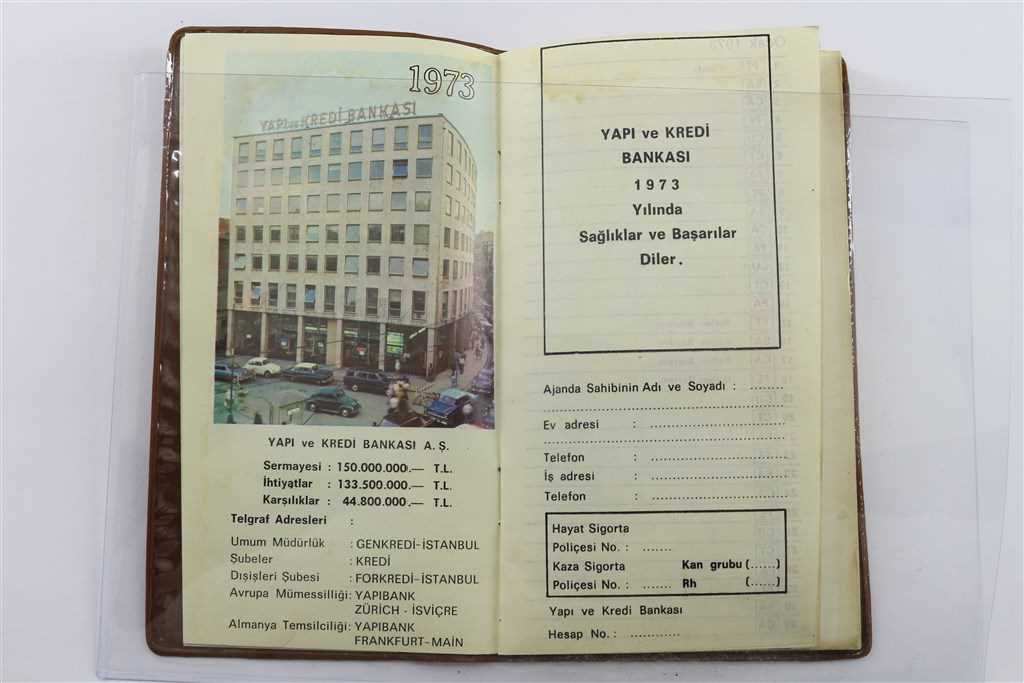 1973
YAPI ve KREDİ BANKASI
YAPI ve KREDİ BANKASI A.Ş.
Sermayesi : 150.000.000.— T.L.
İhtiyatlar : 133.500.000.— T.L.
Karşılıklar : 44.800.000.— T.L.
Telgraf Adresleri :
Umum Müdürlük : GENKREDİ-İSTANBUL
Şubeler : KREDİ
Dışişleri Şubesi : FORKREDİ-İSTANBUL
Avrupa Mümessilliği: YAPIBANK
ZÜRİCH - İSVİÇRE
Almanya Temsilciliği: YAPIBANK
FRANKFURT-MAIN
YAPI ve KREDİ
BANKASI
1973
Yılında
Sağlıklar ve Başarılar
Diler.
Ajanda Sahibinin Adı ve Soyadı : .......
Ev adresi : ...........................
Telefon : ...........................
İş adresi : ...........................
Telefon : ...........................
Hayat Sigorta
Poliçesi No. : .......
Kaza Sigorta Kan grubu (......)
Poliçesi No. : ....... Rh (......)
Yapı ve Kredi Bankası
Hesap No. : ............
Ocak 1973